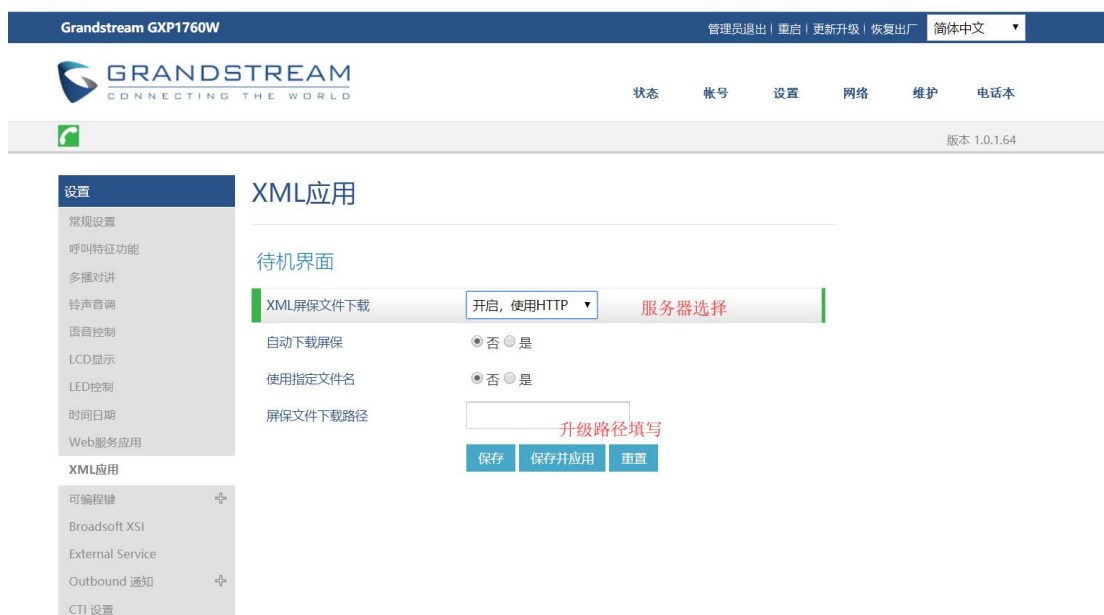 Grandstream GXP1760W
管理员退出 | 重启 | 更新升级 | 恢复出厂 简体中文
GRANDSTREAM
CONNECTING THE WORLD
状态 帐号 设置 网络 维护 电话本
版本 1.0.1.64
设置
常规设置
呼叫特征功能
多播对讲
铃声音调
语音控制
LCD显示
LED控制
时间日期
Web服务应用
XML应用
可编程键
Broadsoft XSI
External Service
Outbound 通知
CTI 设置
XML应用
待机界面
XML屏保文件下载 开启，使用HTTP 服务器选择
自动下载屏保 否 是
使用指定文件名 否 是
屏保文件下载路径
升级路径填写
保存 保存并应用 重置